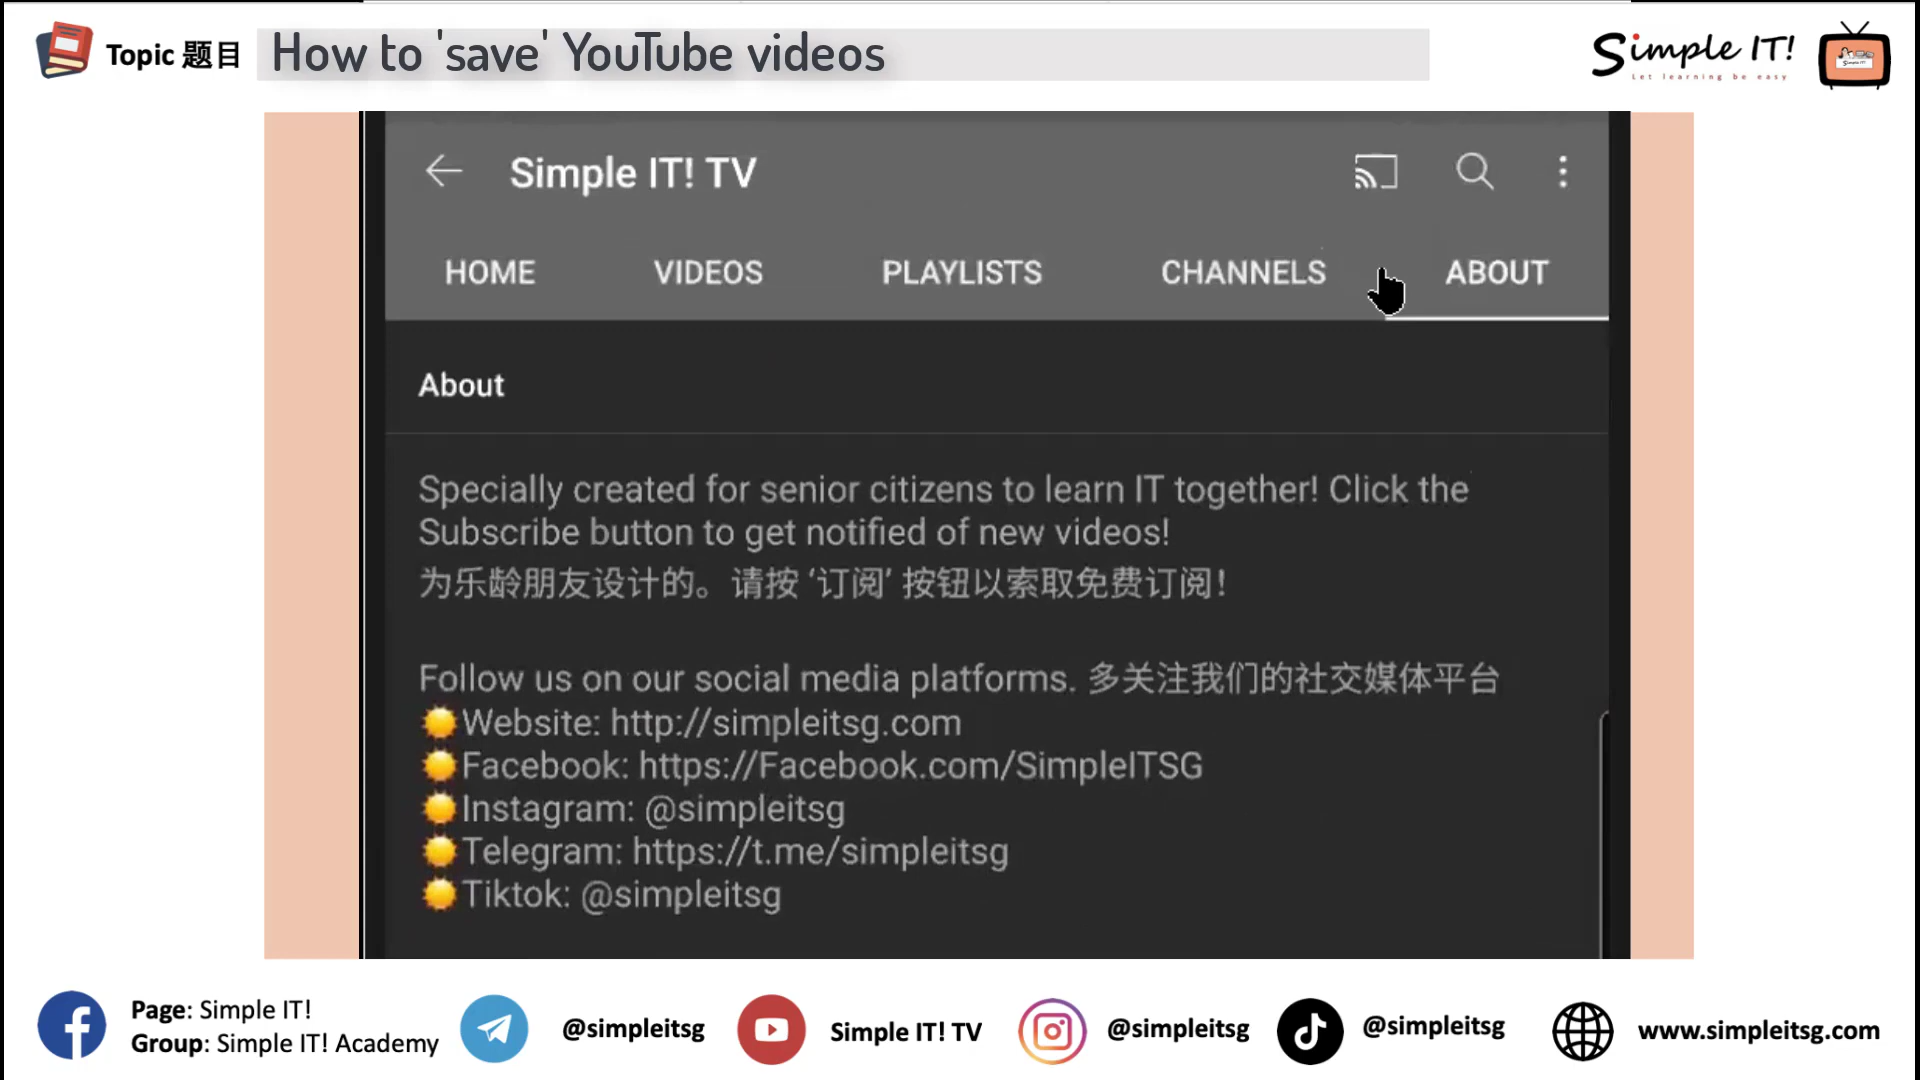 Topic 题目
How to 'save' YouTube videos
Simple IT!
Let learning be easy
Simple IT! TV
HOME VIDEOS PLAYLISTS CHANNELS ABOUT
About
Specially created for senior citizens to learn IT together! Click the
Subscribe button to get notified of new videos!
为乐龄朋友设计的。请按 ‘订阅’ 按钮以索取免费订阅!
Follow us on our social media platforms. 多关注我们的社交媒体平台
Website: http://simpleitsg.com
Facebook: https://Facebook.com/SimpleITSG
Instagram: @simpleitsg
Telegram: https://t.me/simpleitsg
Tiktok: @simpleitsg
Page: Simple IT!
Group: Simple IT! Academy
@simpleitsg
Simple IT! TV
@simpleitsg
@simpleitsg
www.simpleitsg.com